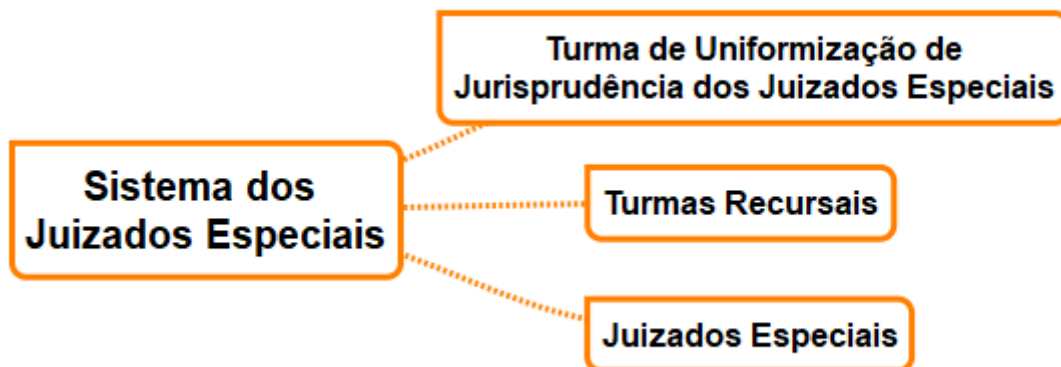 Turma de Uniformização de
Jurisprudência dos Juizados Especiais
Sistema dos
Juizados Especiais
Turmas Recursais
Juizados Especiais